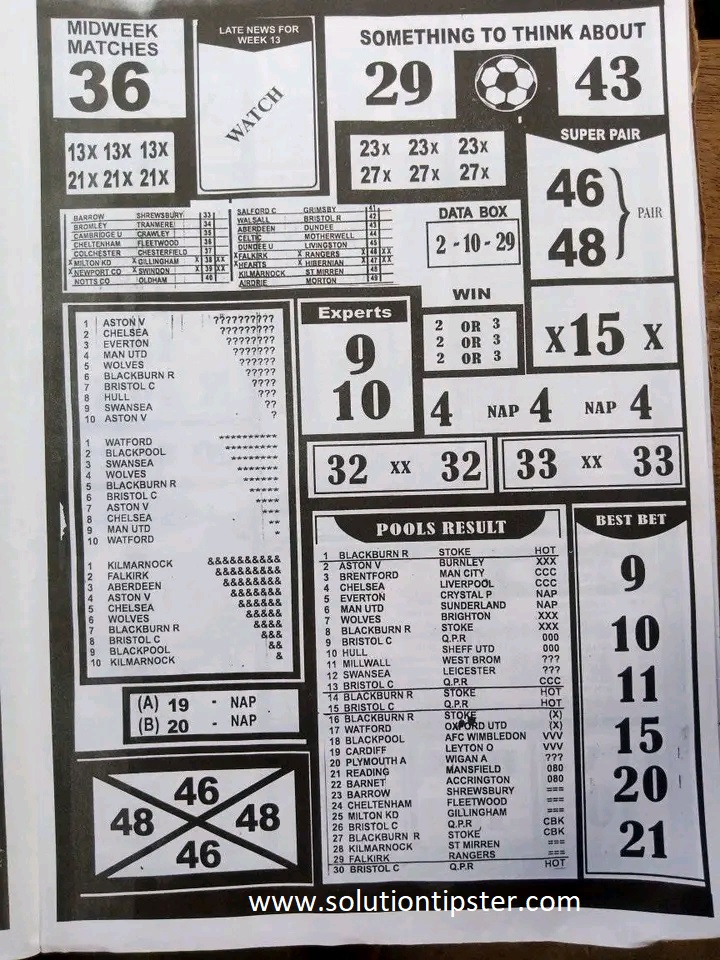 MIDWEEK
MATCHES
36
LATE NEWS FOR
WEEK 13
WATCH
SOMETHING TO THINK ABOUT
29 43
13x 13x 13x
21x 21x 21x
23x 23x 23x
27x 27x 27x
SUPER PAIR
46
48
PAIR
BARROW SHREWSBURY 33
BROMLEY TRANMERE 34
CAMBRIDGE U CRAWLEY 35
CHELTENHAM FLEETWOOD 36
COLCHESTER CHESTERFIELD 37
X MILTON KD X GILLINGHAM X 38 XX
X NEWPORT CO X SWINDON X 39 XX
NOTTS CO OLDHAM 40
SALFORD C GRIMSBY 41
WALSALL BRISTOL R 42
ABERDEEN DUNDEE 43
CELTIC MOTHERWELL 44
DUNDEE U LIVINGSTON 45
X FALKIRK X RANGERS X 46 XX
X HEARTS X HIBERNIAN X 47 XX
KILMARNOCK ST MIRREN 48
AIRDRIE MORTON 49
DATA BOX
2 - 10 - 29
WIN
2 OR 3
2 OR 3
2 OR 3
x 15 x
1 ASTON V ??????????
2 CHELSEA ?????????
3 EVERTON ????????
4 MAN UTD ???????
5 WOLVES ??????
6 BLACKBURN R ?????
7 BRISTOL C ????
8 HULL ???
9 SWANSEA ??
10 ASTON V ?
1 WATFORD **********
2 BLACKPOOL *********
3 SWANSEA ********
4 WOLVES *******
5 BLACKBURN R ******
6 BRISTOL C *****
7 ASTON V ****
8 CHELSEA ***
9 MAN UTD **
10 WATFORD *
1 KILMARNOCK &&&&&&&&&&
2 FALKIRK &&&&&&&&&
3 ABERDEEN &&&&&&&&
4 ASTON V &&&&&&&
5 CHELSEA &&&&&&
6 WOLVES &&&&&
7 BLACKBURN R &&&&
8 BRISTOL C &&&
9 BLACKPOOL &&
10 KILMARNOCK &
Experts
9
10
4 NAP 4 NAP 4
32 xx 32
33 xx 33
(A) 19 - NAP
(B) 20 - NAP
46
48 48
46
POOLS RESULT
1 BLACKBURN R STOKE HOT
2 ASTON V BURNLEY XXX
3 BRENTFORD MAN CITY CCC
4 CHELSEA LIVERPOOL CCC
5 EVERTON CRYSTAL P NAP
6 MAN UTD SUNDERLAND NAP
7 WOLVES BRIGHTON XXX
8 BLACKBURN R STOKE XXX
9 BRISTOL C Q.P.R 000
10 HULL SHEFF UTD 000
11 MILLWALL WEST BROM ???
12 SWANSEA LEICESTER ???
13 BRISTOL C Q.P.R CCC
14 BLACKBURN R STOKE HOT
15 BRISTOL C Q.P.R HOT
16 BLACKBURN R STOKE (X)
17 WATFORD OXFORD UTD (X)
18 BLACKPOOL AFC WIMBLEDON VVV
19 CARDIFF LEYTON O VVV
20 PLYMOUTH A WIGAN A ???
21 READING MANSFIELD 080
22 BARNET ACCRINGTON 080
23 BARROW SHREWSBURY ===
24 CHELTENHAM FLEETWOOD ===
25 MILTON KD GILLINGHAM ===
26 BRISTOL C Q.P.R CBK
27 BLACKBURN R STOKE CBK
28 KILMARNOCK ST MIRREN ===
29 FALKIRK RANGERS ===
30 BRISTOL C Q.P.R HOT
BEST BET
9
10
11
15
20
21
www.solutiontipster.com